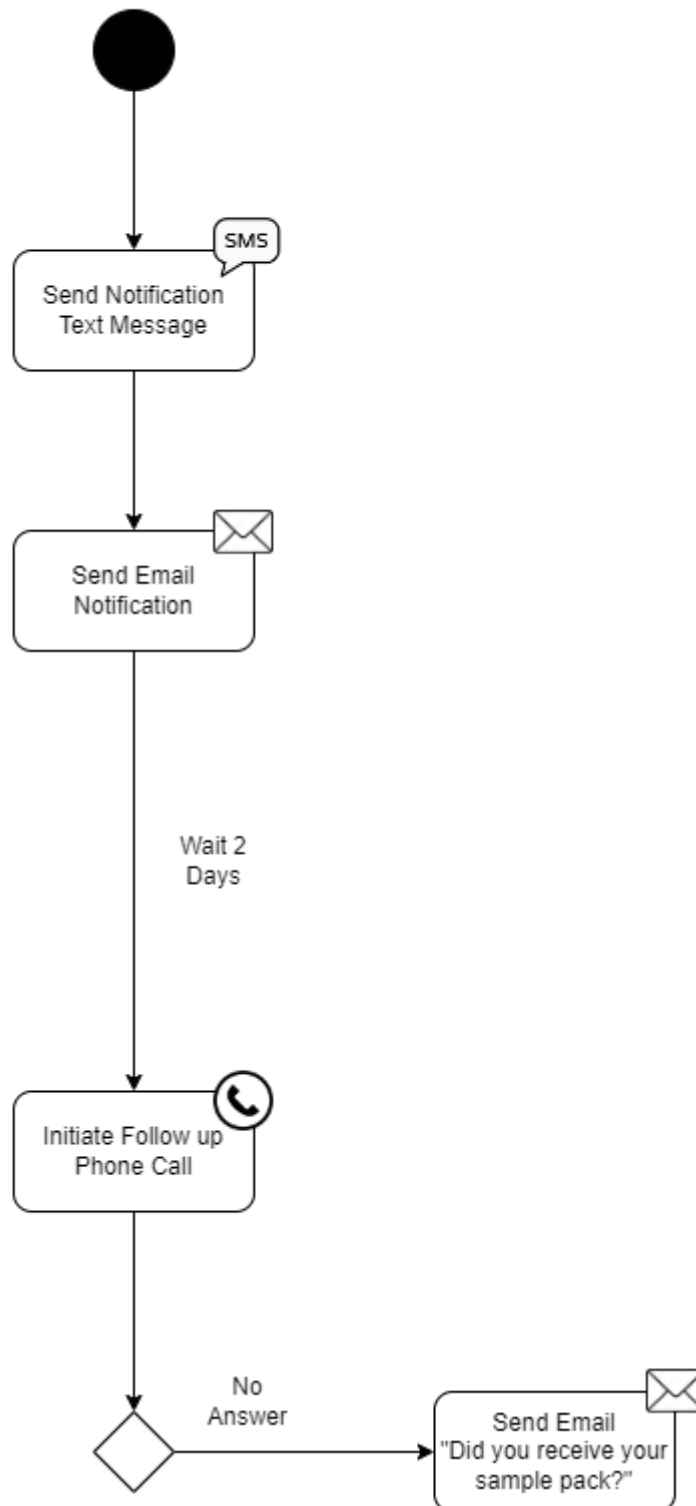 SMS
Send Notification
Text Message
Send Email
Notification
Wait 2
Days
Initiate Follow up
Phone Call
No
Answer
Send Email
"Did you receive your
sample pack?"